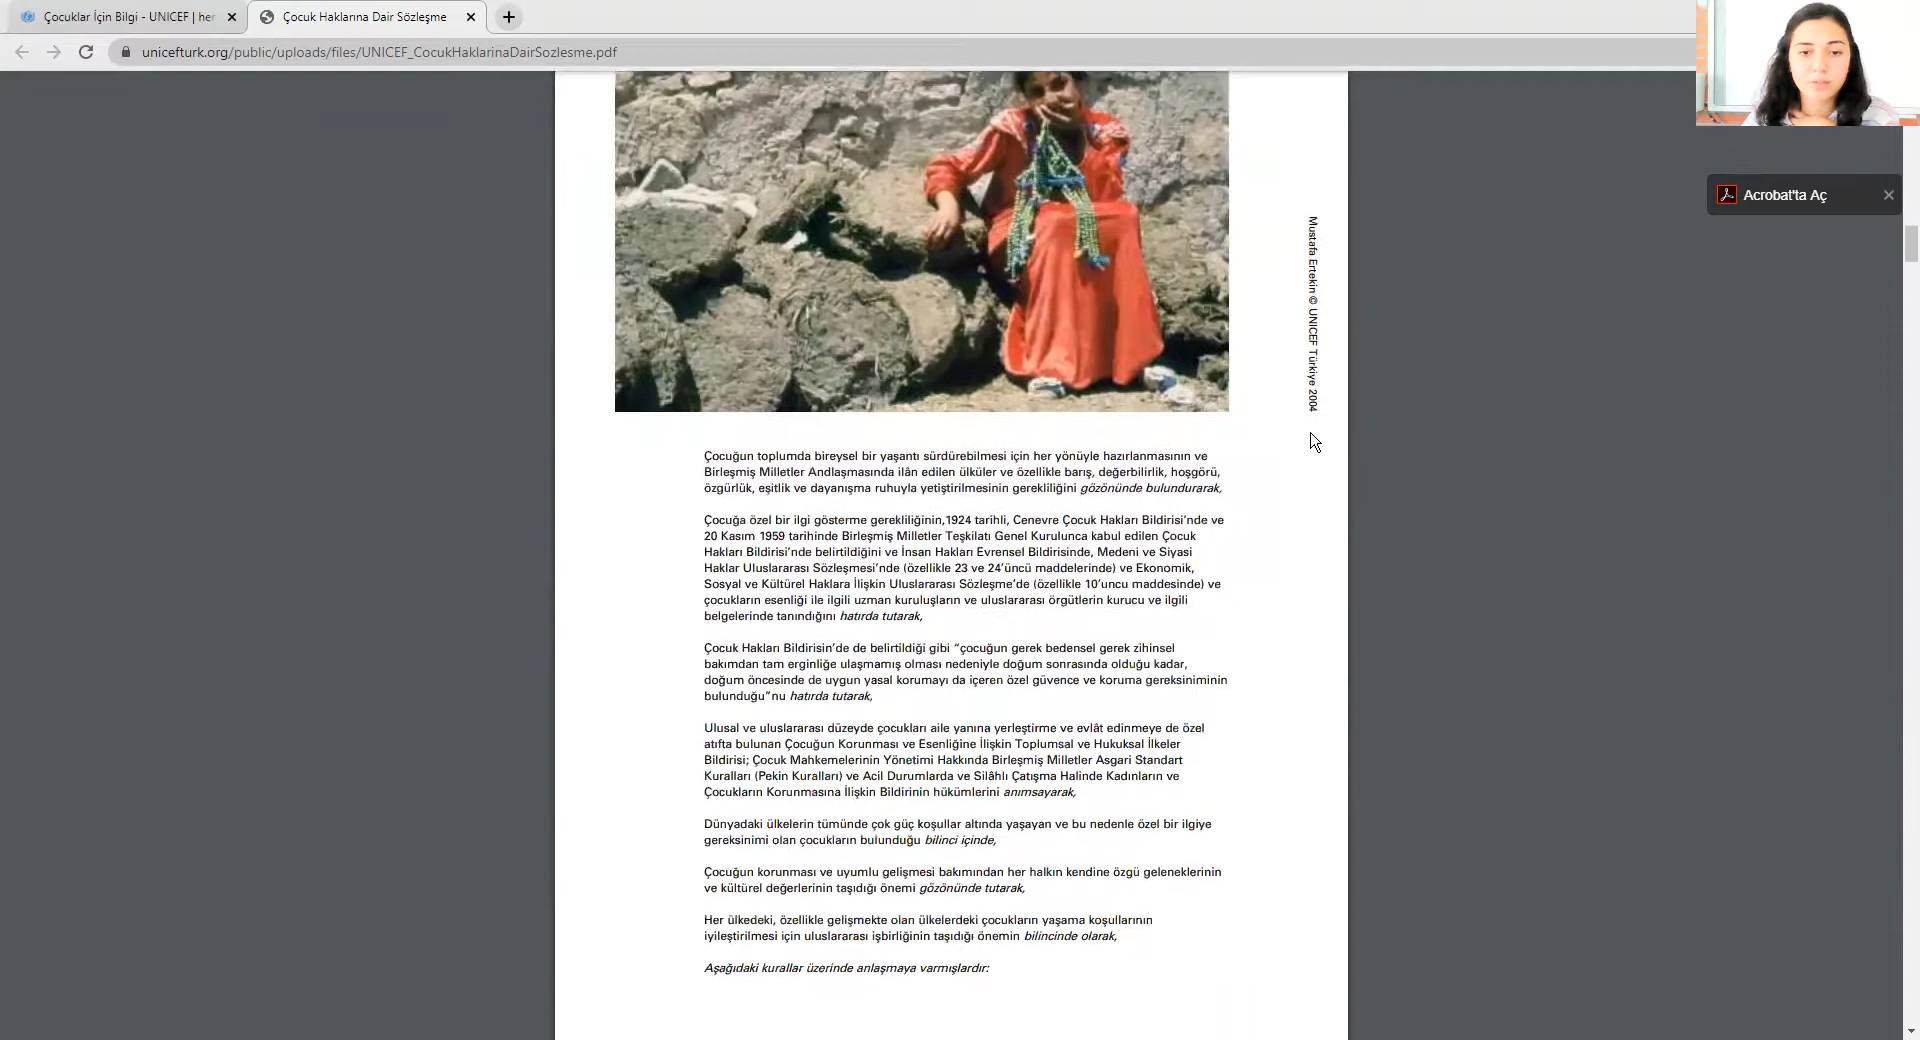 Çocuklar İçin Bilgi - UNICEF | her
Çocuk Haklarına Dair Sözleşme
unicefturk.org/public/uploads/files/UNICEF_CocukHaklarinaDairSozlesme.pdf
Acrobat'ta Aç
Mustafa Ertekin © UNICEF Türkiye 2004
Çocuğun toplumda bireysel bir yaşantı sürdürebilmesi için her yönüyle hazırlanmasının ve
Birleşmiş Milletler Andlaşmasında ilân edilen ülküler ve özellikle barış, değerbilirlik, hoşgörü,
özgürlük, eşitlik ve dayanışma ruhuyla yetiştirilmesinin gerekliliğini gözönünde bulundurarak,
Çocuğa özel bir ilgi gösterme gerekliliğinin,1924 tarihli, Cenevre Çocuk Hakları Bildirisi’nde ve
20 Kasım 1959 tarihinde Birleşmiş Milletler Teşkilatı Genel Kurulunca kabul edilen Çocuk
Hakları Bildirisi’nde belirtildiğini ve İnsan Hakları Evrensel Bildirisinde, Medeni ve Siyasi
Haklar Uluslararası Sözleşmesi’nde (özellikle 23 ve 24’üncü maddelerinde) ve Ekonomik,
Sosyal ve Kültürel Haklara İlişkin Uluslararası Sözleşme’de (özellikle 10’uncu maddesinde) ve
çocukların esenliği ile ilgili uzman kuruluşların ve uluslararası örgütlerin kurucu ve ilgili
belgelerinde tanındığını hatırda tutarak,
Çocuk Hakları Bildirisin’de de belirtildiği gibi “çocuğun gerek bedensel gerek zihinsel
bakımdan tam erginliğe ulaşmamış olması nedeniyle doğum sonrasında olduğu kadar,
doğum öncesinde de uygun yasal korumayı da içeren özel güvence ve koruma gereksiniminin
bulunduğu”nu hatırda tutarak,
Ulusal ve uluslararası düzeyde çocukları aile yanına yerleştirme ve evlât edinmeye de özel
atıfta bulunan Çocuğun Korunması ve Esenliğine İlişkin Toplumsal ve Hukuksal İlkeler
Bildirisi; Çocuk Mahkemelerinin Yönetimi Hakkında Birleşmiş Milletler Asgari Standart
Kuralları (Pekin Kuralları) ve Acil Durumlarda ve Silâhlı Çatışma Halinde Kadınların ve
Çocukların Korunmasına İlişkin Bildirinin hükümlerini anımsayarak,
Dünyadaki ülkelerin tümünde çok güç koşullar altında yaşayan ve bu nedenle özel bir ilgiye
gereksinimi olan çocukların bulunduğu bilinci içinde,
Çocuğun korunması ve uyumlu gelişmesi bakımından her halkın kendine özgü geleneklerinin
ve kültürel değerlerinin taşıdığı önemi gözönünde tutarak,
Her ülkedeki, özellikle gelişmekte olan ülkelerdeki çocukların yaşama koşullarının
iyileştirilmesi için uluslararası işbirliğinin taşıdığı önemin bilincinde olarak,
Aşağıdaki kurallar üzerinde anlaşmaya varmışlardır: